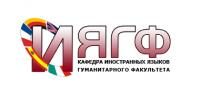 ИЯГФ
КАФЕДРА ИНОСТРАННЫХ ЯЗЫКОВ
ГУМАНИТАРНОГО ФАКУЛЬТЕТА